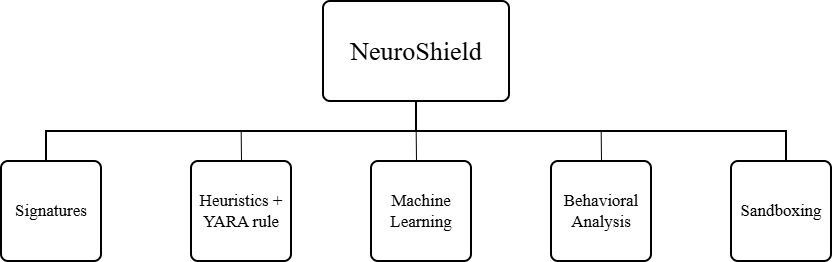 NeuroShield
Signatures
Heuristics +
YARA rule
Machine
Learning
Behavioral
Analysis
Sandboxing